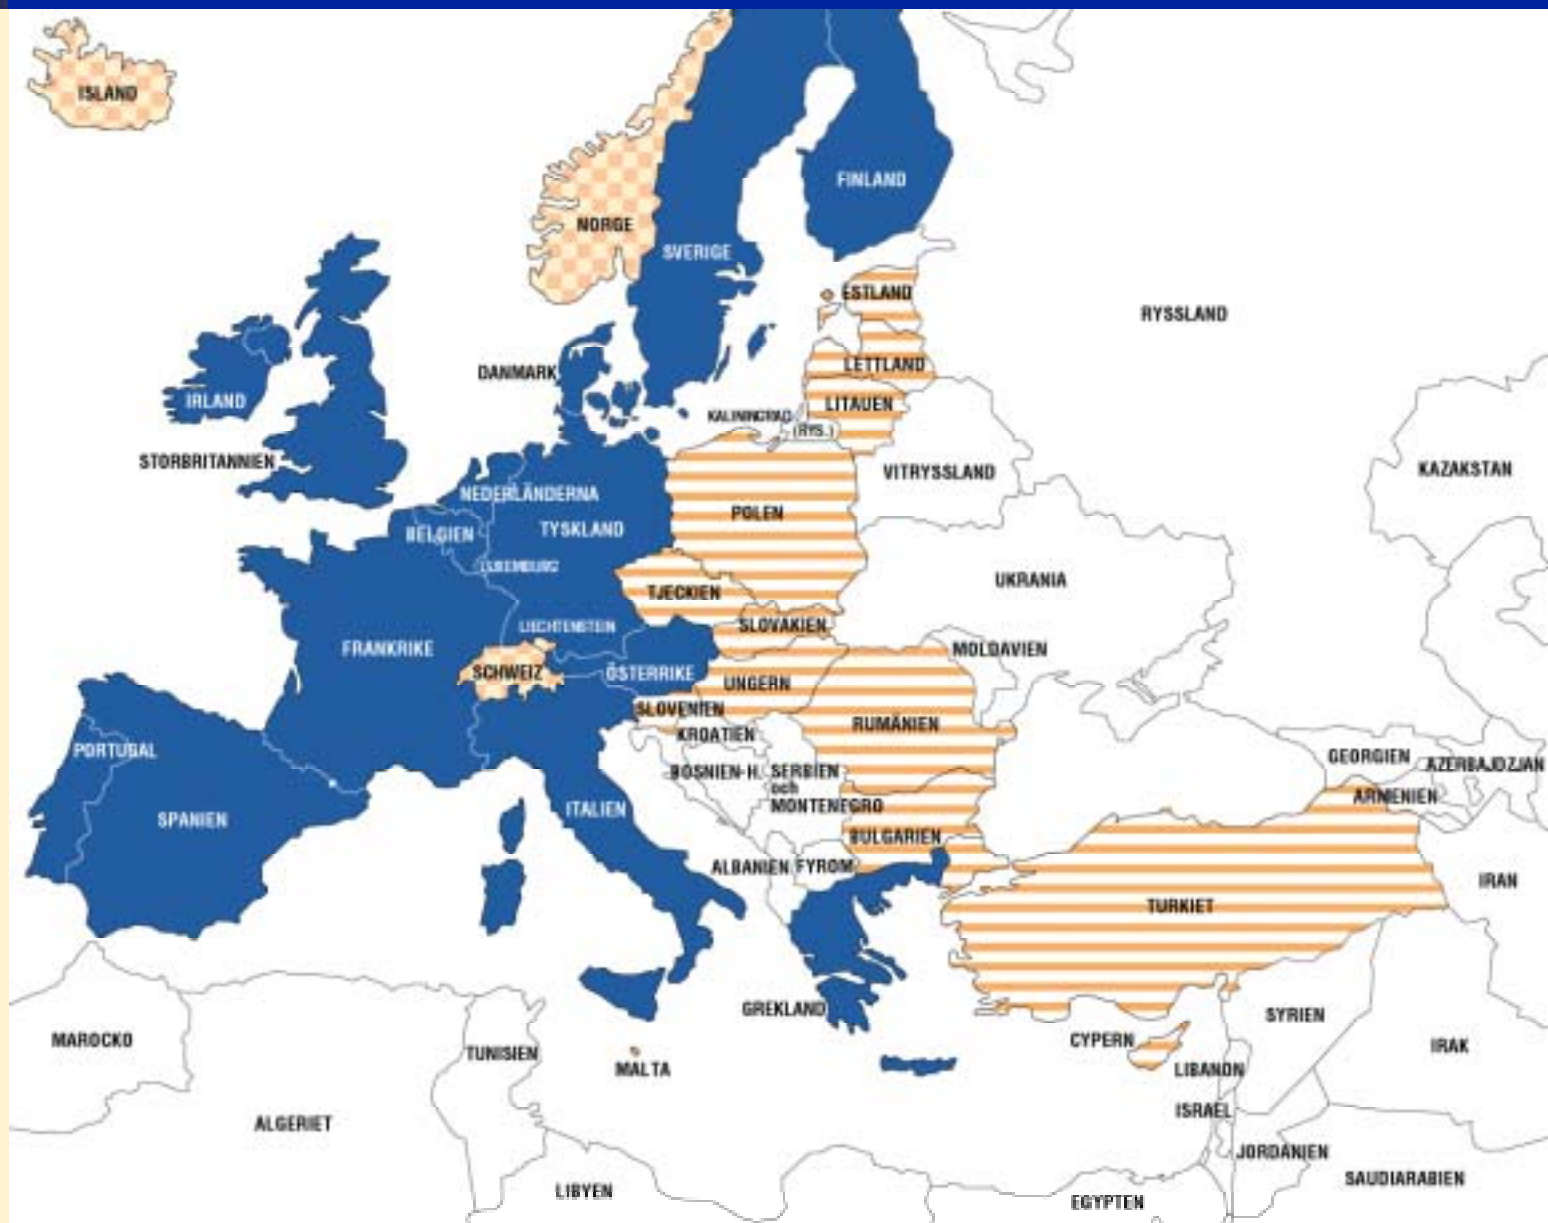 ISLAND
NORGE
SVERIGE
FINLAND
ESTLAND
RYSSLAND
LETTLAND
DANMARK
IRLAND
LITAUEN
KALININGRAD
(RYS.)
STORBRITANNIEN
VITRYSSLAND
KAZAKSTAN
NEDERLÄNDERNA
POLEN
BELGIEN
TYSKLAND
LUXEMBURG
UKRANIA
TJECKIEN
LIECHTENSTEIN
SLOVAKIEN
FRANKRIKE
MOLDAVIEN
SCHWEIZ
ÖSTERRIKE
UNGERN
SLOVENIEN
RUMÄNIEN
KROATIEN
PORTUGAL
GEORGIEN
AZERBAJDZJAN
BOSNIEN-H.
SERBIEN
och
MONTENEGRO
ARMENIEN
ITALIEN
SPANIEN
BULGARIEN
ALBANIEN
FYROM
IRAN
TURKIET
GREKLAND
SYRIEN
MAROCKO
CYPERN
IRAK
TUNISIEN
MALTA
LIBANON
ISRAEL
ALGERIET
JORDANIEN
SAUDIARABIEN
LIBYEN
EGYPTEN